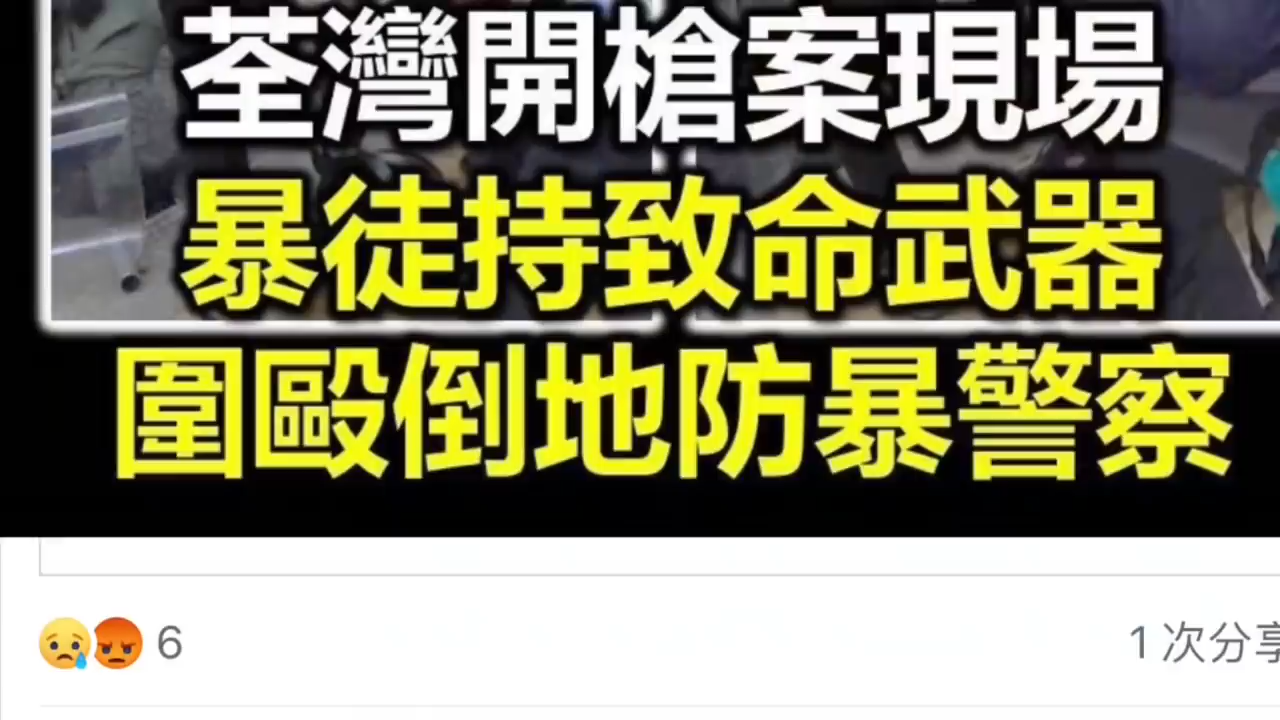 荃灣開槍案現場
暴徒持致命武器
圍毆倒地防暴警察
6
1 次分享